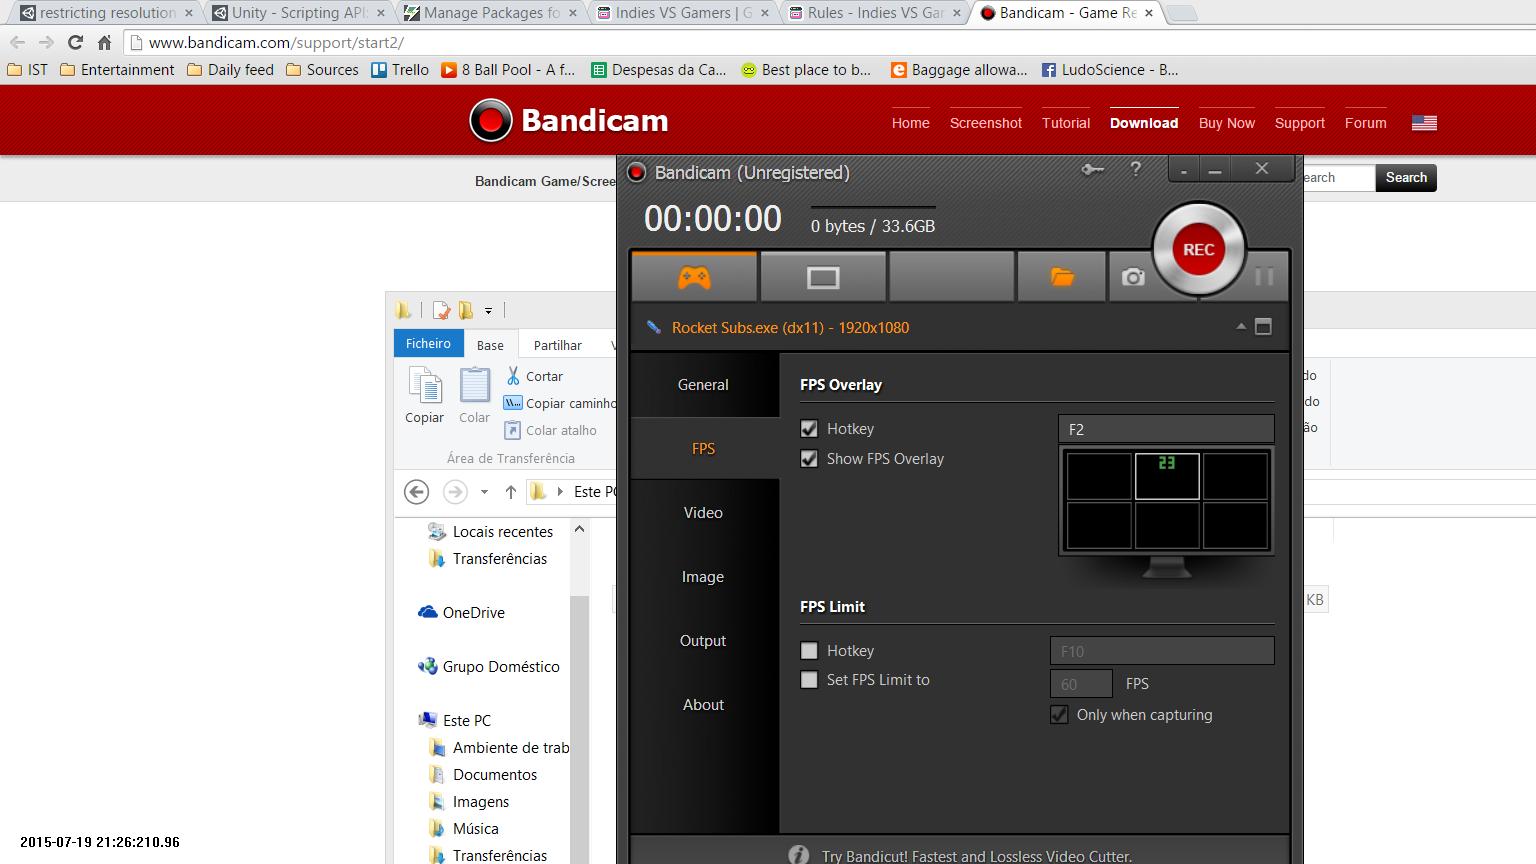 restricting resolution
Unity - Scripting API:
Manage Packages fo
Indies VS Gamers | G
Rules - Indies VS Gar
Bandicam - Game Re
www.bandicam.com/support/start2/
IST
Entertainment
Daily feed
Sources
Trello
8 Ball Pool - A f...
Despesas da Ca...
Best place to b...
Baggage allowa...
LudoScience - B...
Bandicam
Home
Screenshot
Tutorial
Download
Buy Now
Support
Forum
Bandicam Game/Scree
earch
Search
Bandicam (Unregistered)
00:00:00
0 bytes / 33.6GB
REC
Rocket Subs.exe (dx11) - 1920x1080
General
FPS
Video
Image
Output
About
FPS Overlay
Hotkey
F2
Show FPS Overlay
23
FPS Limit
Hotkey
F10
Set FPS Limit to
60
FPS
Only when capturing
Try Bandicut! Fastest and Lossless Video Cutter.
Ficheiro
Base
Partilhar
V
Copiar
Colar
Cortar
Copiar caminho
Colar atalho
Área de Transferência
do
do
ão
Este PC
Locais recentes
Transferências
OneDrive
Grupo Doméstico
Este PC
Ambiente de trab
Documentos
Imagens
Música
Transferências
KB
2015-07-19 21:26:210.96